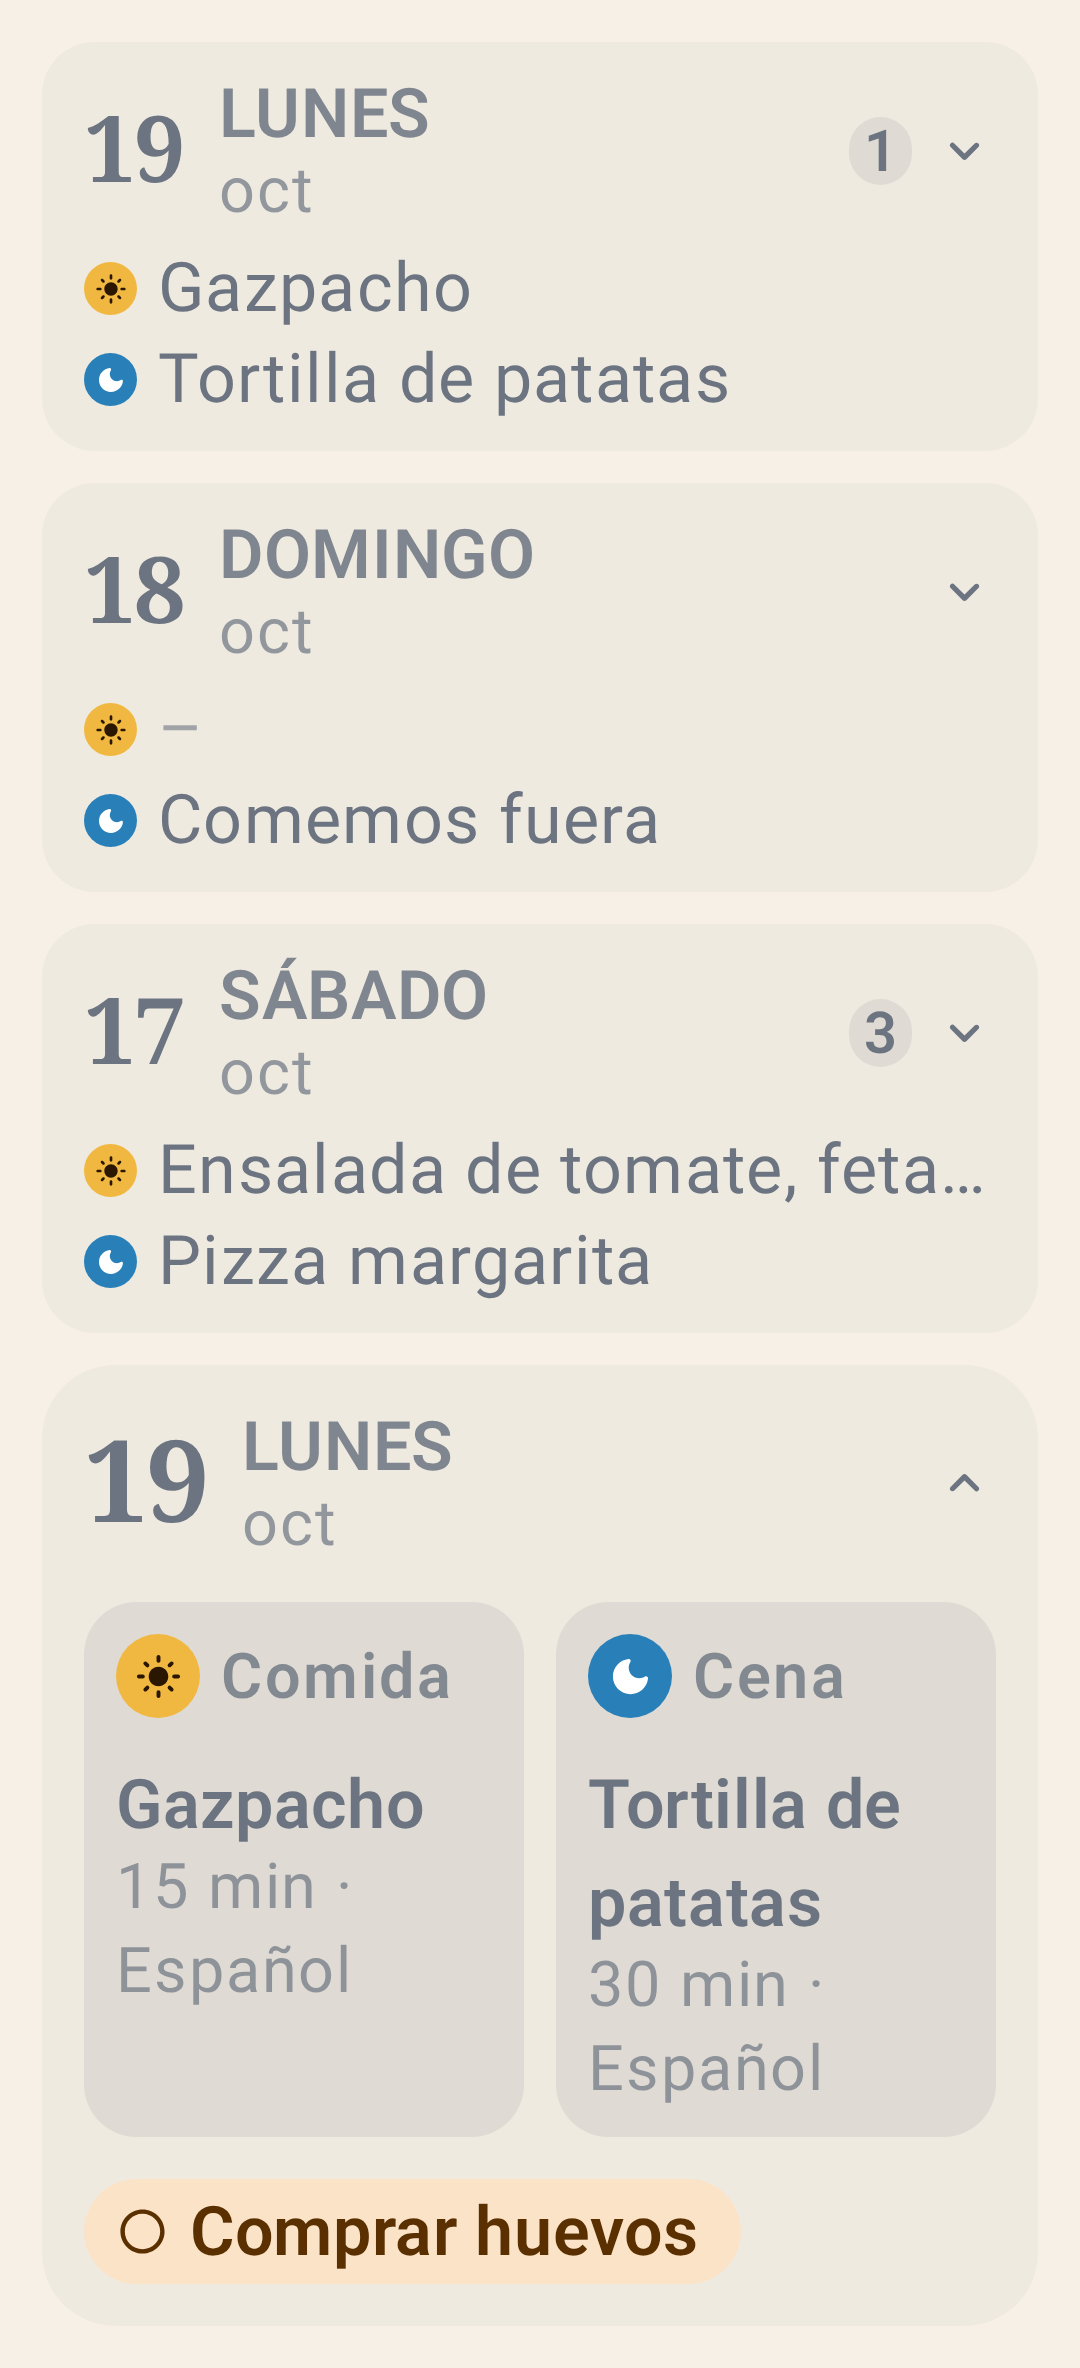 19 LUNES
oct
1
Gazpacho
Tortilla de patatas
18 DOMINGO
oct
–
Comemos fuera
17 SÁBADO
oct
3
Ensalada de tomate, feta...
Pizza margarita
19 LUNES
oct
Comida
Gazpacho
15 min ·
Español
Cena
Tortilla de
patatas
30 min ·
Español
Comprar huevos